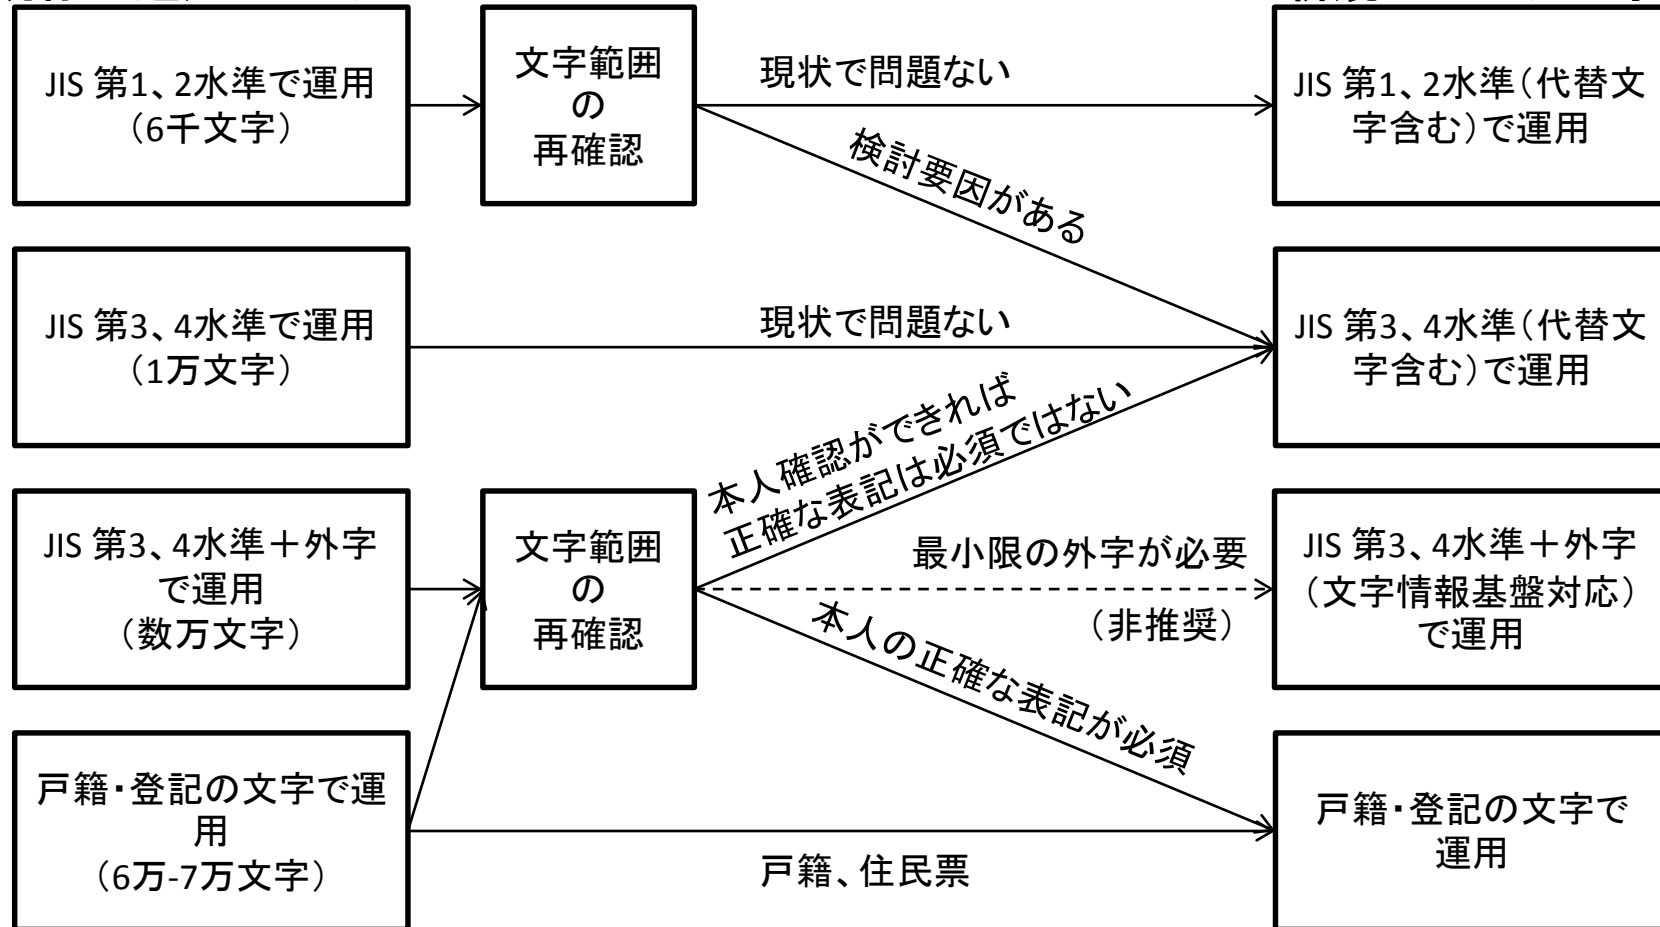 JIS 第1、2水準で運用
（6千文字）
文字範囲
の
再確認
現状で問題ない
検討要因がある
JIS 第1、2水準（代替文
字含む）で運用
JIS 第3、4水準で運用
（1万文字）
現状で問題ない
JIS 第3、4水準（代替文
字含む）で運用
本人確認ができれば
正確な表記は必須ではない
JIS 第3、4水準＋外字
で運用
（数万文字）
文字範囲
の
再確認
最小限の外字が必要
（非推奨）
本人の正確な表記が必須
JIS 第3、4水準＋外字
（文字情報基盤対応）
で運用
戸籍・登記の文字で運
用
（6万-7万文字）
戸籍、住民票
戸籍・登記の文字で
運用